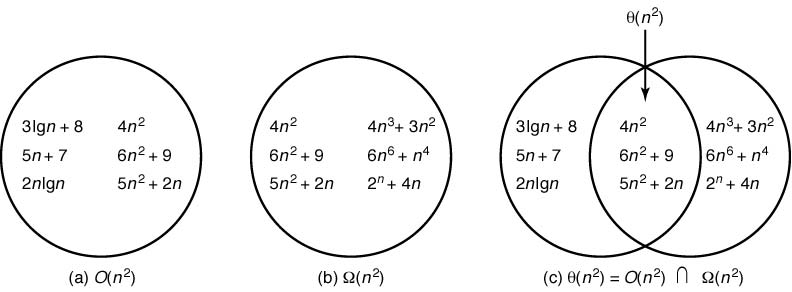 θ(n²)
3lgn + 8 4n²
5n + 7 6n² + 9
2nlgn 5n² + 2n
(a) O(n²)
4n² 4n³+ 3n²
6n² + 9 6n⁶ + n⁴
5n² + 2n 2ⁿ + 4n
(b) Ω(n²)
3lgn + 8 4n² 4n³+ 3n²
5n + 7 6n² + 9 6n⁶ + n⁴
2nlgn 5n² + 2n 2ⁿ + 4n
(c) θ(n²) = O(n²) ∩ Ω(n²)